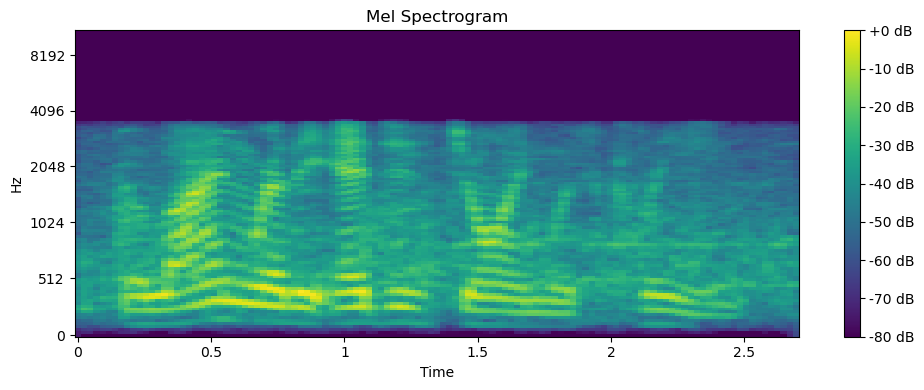 Mel Spectrogram
Hz
8192
4096
2048
1024
512
0
0
0.5
1
1.5
2
2.5
Time
+0 dB
-10 dB
-20 dB
-30 dB
-40 dB
-50 dB
-60 dB
-70 dB
-80 dB